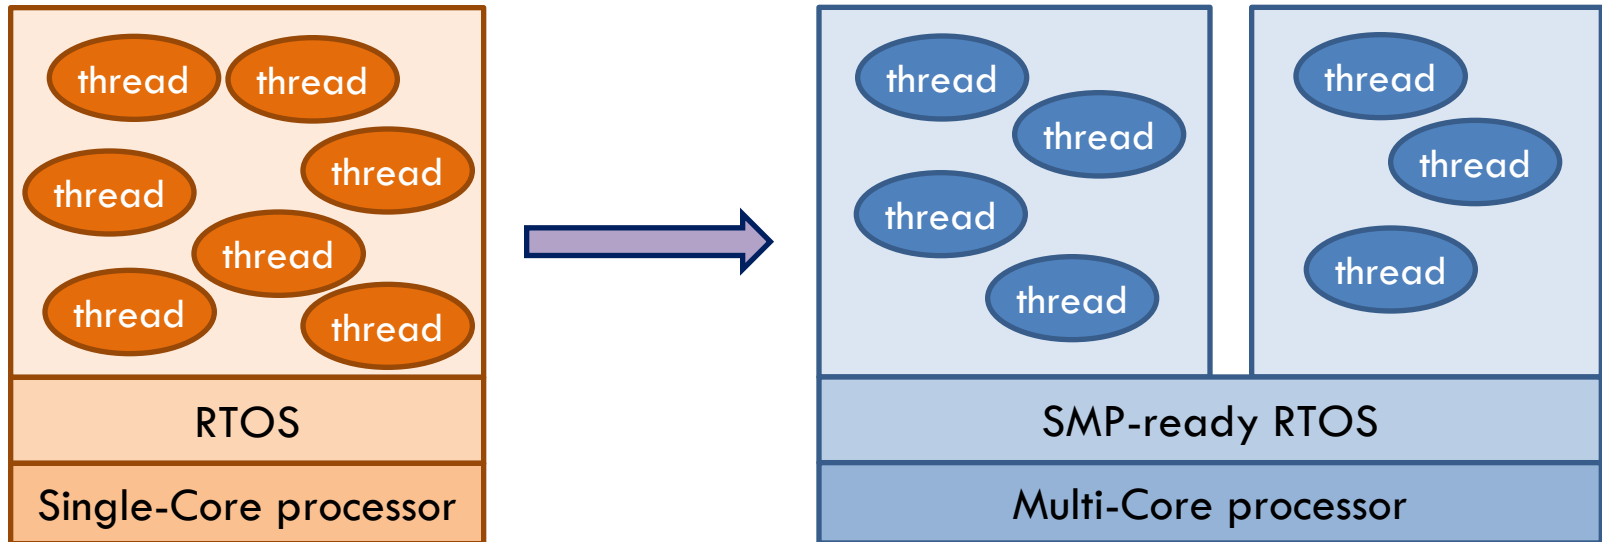 thread
thread
thread
thread
thread
thread
thread
RTOS
Single-Core processor
thread
thread
thread
thread
thread
thread
thread
SMP-ready RTOS
Multi-Core processor